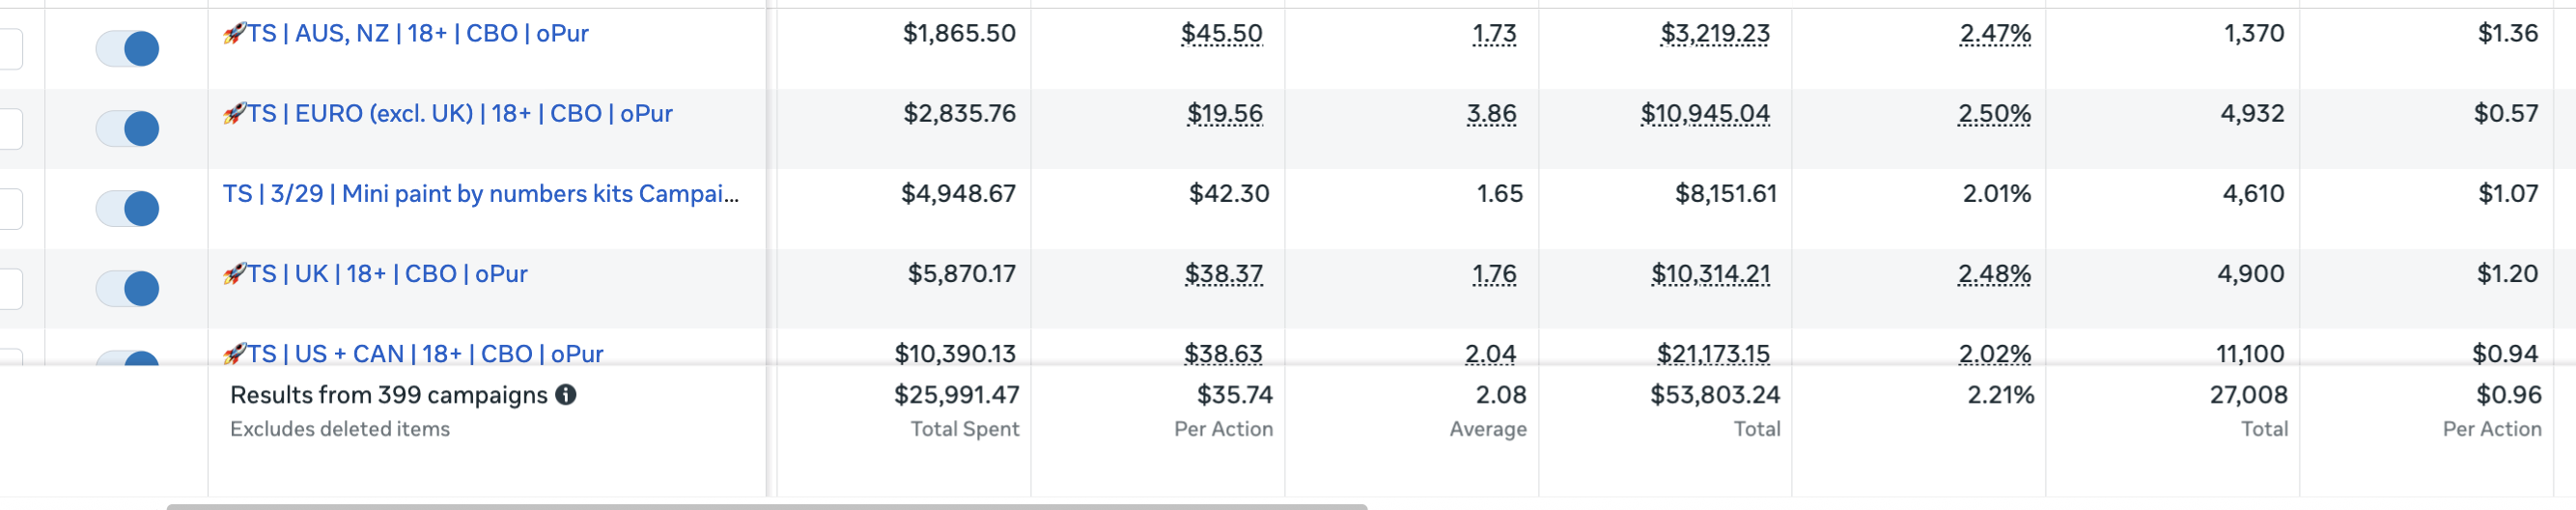 🚀TS | AUS, NZ | 18+ | CBO | oPur $1,865.50 $45.50 1.73 $3,219.23 2.47% 1,370 $1.36
🚀TS | EURO (excl. UK) | 18+ | CBO | oPur $2,835.76 $19.56 3.86 $10,945.04 2.50% 4,932 $0.57
TS | 3/29 | Mini paint by numbers kits Campai... $4,948.67 $42.30 1.65 $8,151.61 2.01% 4,610 $1.07
🚀TS | UK | 18+ | CBO | oPur $5,870.17 $38.37 1.76 $10,314.21 2.48% 4,900 $1.20
🚀TS | US + CAN | 18+ | CBO | oPur $10,390.13 $38.63 2.04 $21,173.15 2.02% 11,100 $0.94
Results from 399 campaigns $25,991.47 $35.74 2.08 $53,803.24 2.21% 27,008 $0.96
Excludes deleted items Total Spent Per Action Average Total Total Per Action